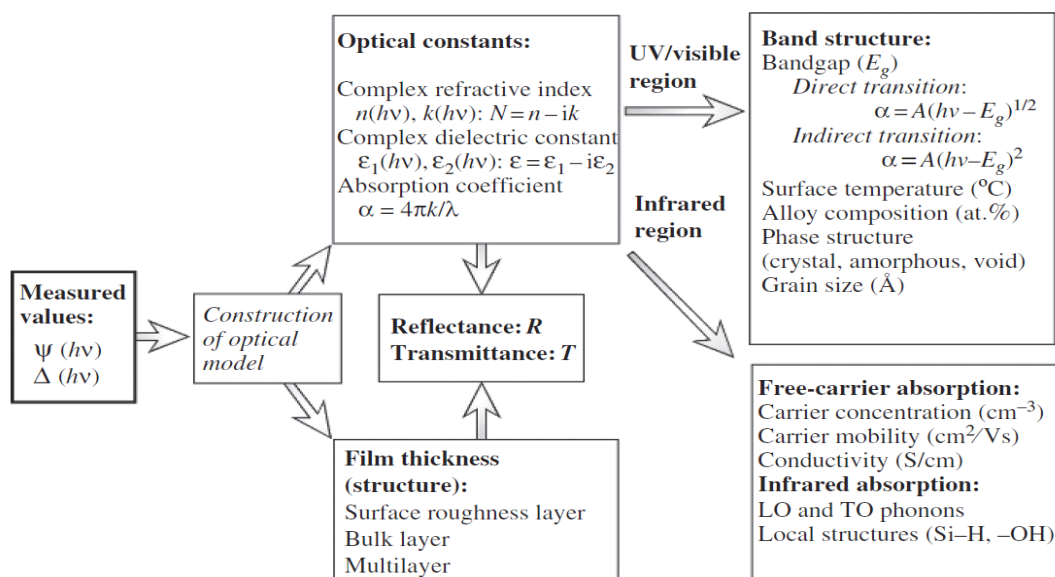 Measured
values:
Ψ (hν)
Δ (hν)
Construction
of optical
model
Optical constants:
Complex refractive index
n(hν), k(hν): N = n – ik
Complex dielectric constant
ε₁(hν), ε₂(hν): ε = ε₁ – iε₂
Absorption coefficient
α = 4πk/λ
Reflectance: R
Transmittance: T
Film thickness
(structure):
Surface roughness layer
Bulk layer
Multilayer
UV/visible
region
Infrared
region
Band structure:
Bandgap (E_g)
Direct transition:
α = A(hν – E_g)^1/2
Indirect transition:
α = A(hν–E_g)²
Surface temperature (ºC)
Alloy composition (at.%)
Phase structure
(crystal, amorphous, void)
Grain size (Å)
Free-carrier absorption:
Carrier concentration (cm⁻³)
Carrier mobility (cm²/Vs)
Conductivity (S/cm)
Infrared absorption:
LO and TO phonons
Local structures (Si–H, –OH)